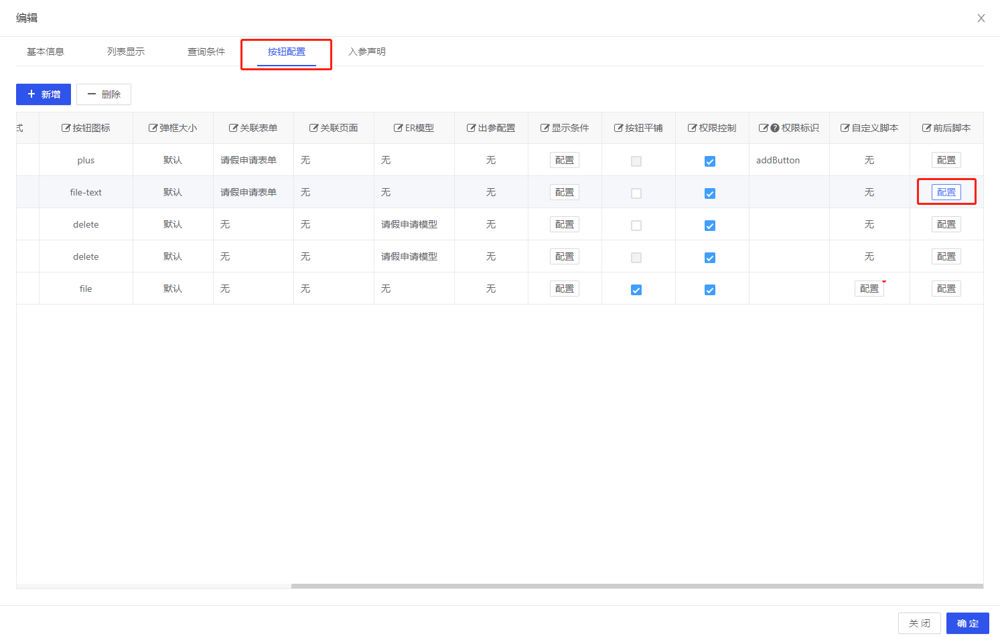 编辑
基本信息 列表显示 查询条件 按钮配置 入参声明
新增 删除
式 按钮图标 弹框大小 关联表单 关联页面 ER模型 出参配置 显示条件 按钮平铺 权限控制 权限标识 自定义脚本 前后脚本
plus 默认 请假申请表单 无 无 无 配置 addButton 无 配置
file-text 默认 请假申请表单 无 无 无 配置 无 配置
delete 默认 无 无 请假申请模型 无 配置 无 配置
delete 默认 无 无 请假申请模型 无 配置 无 配置
file 默认 无 无 无 无 配置 配置 配置
关 闭 确 定